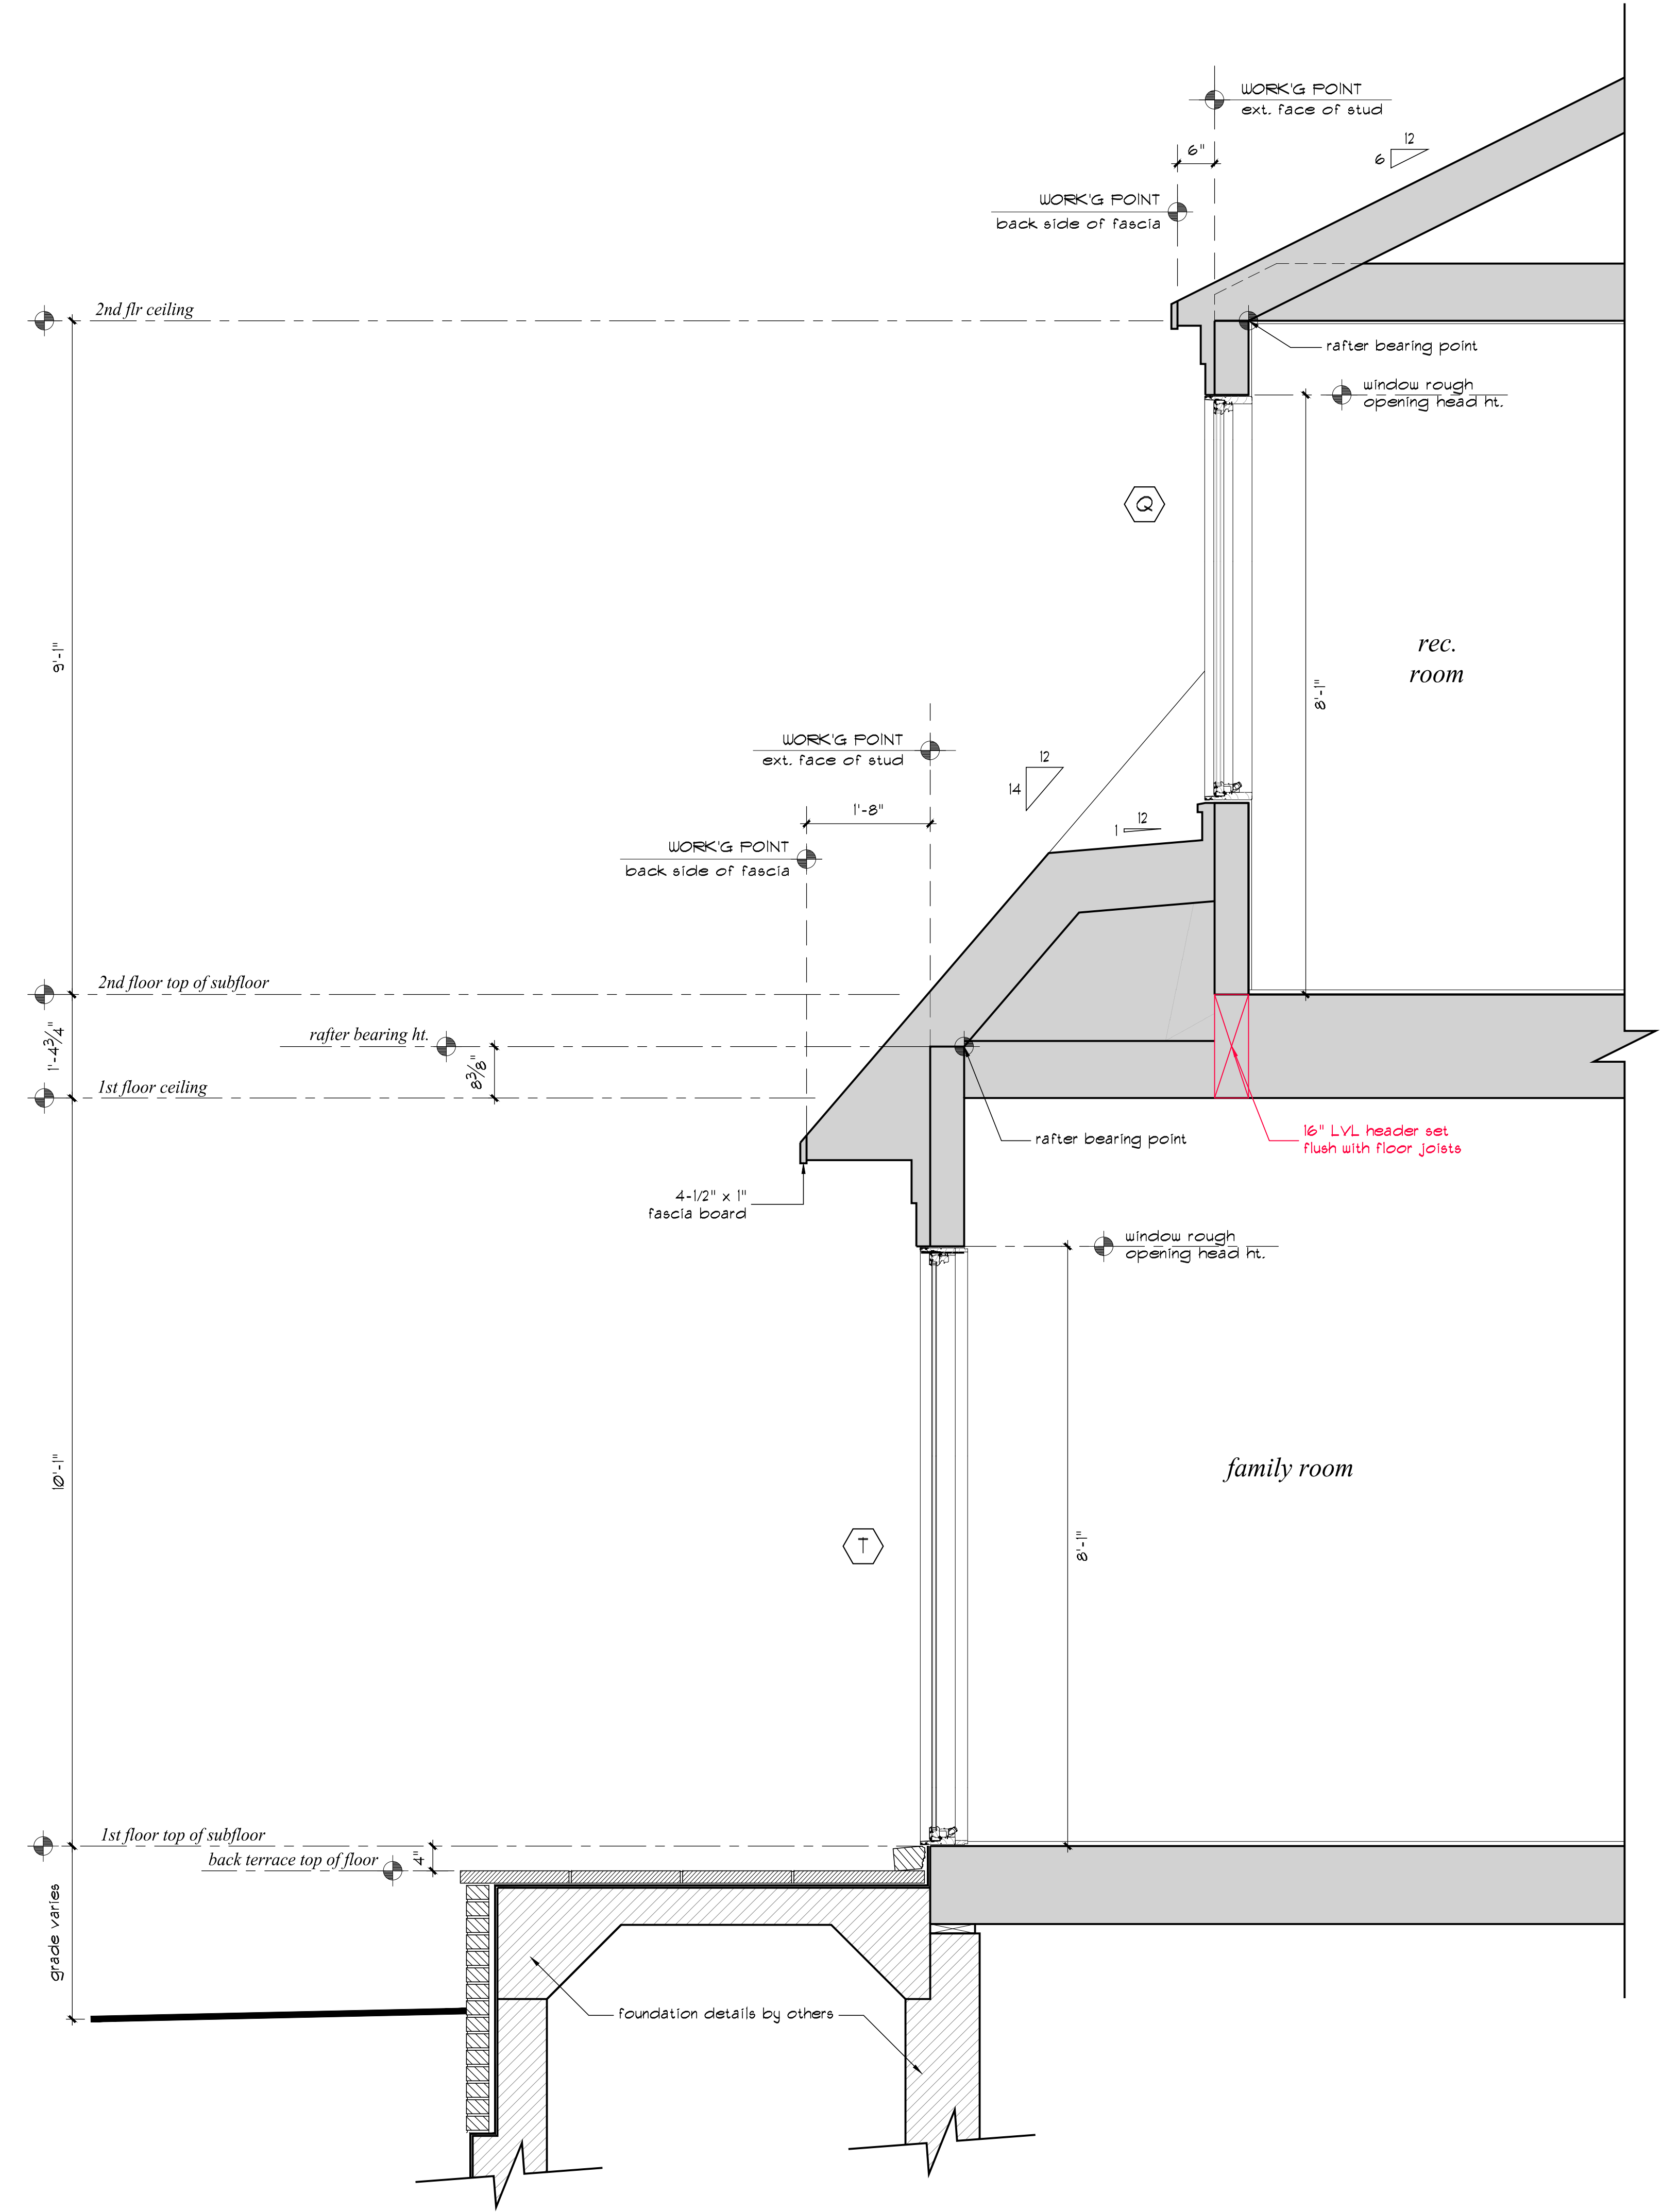 WORK'G POINT
ext. face of stud
12
6
6"
WORK'G POINT
back side of fascia
2nd flr ceiling
rafter bearing point
window rough
opening head ht.
Q
9'-1"
rec.
room
8'-1"
WORK'G POINT
ext. face of stud
12
14
1'-8"
12
1
WORK'G POINT
back side of fascia
2nd floor top of subfloor
1'-4 3/4"
rafter bearing ht.
8 3/8"
1st floor ceiling
rafter bearing point
16" LVL header set
flush with floor joists
4-1/2" x 1"
fascia board
window rough
opening head ht.
10'-1"
family room
T
8'-1"
1st floor top of subfloor
back terrace top of floor
4"
grade varies
foundation details by others